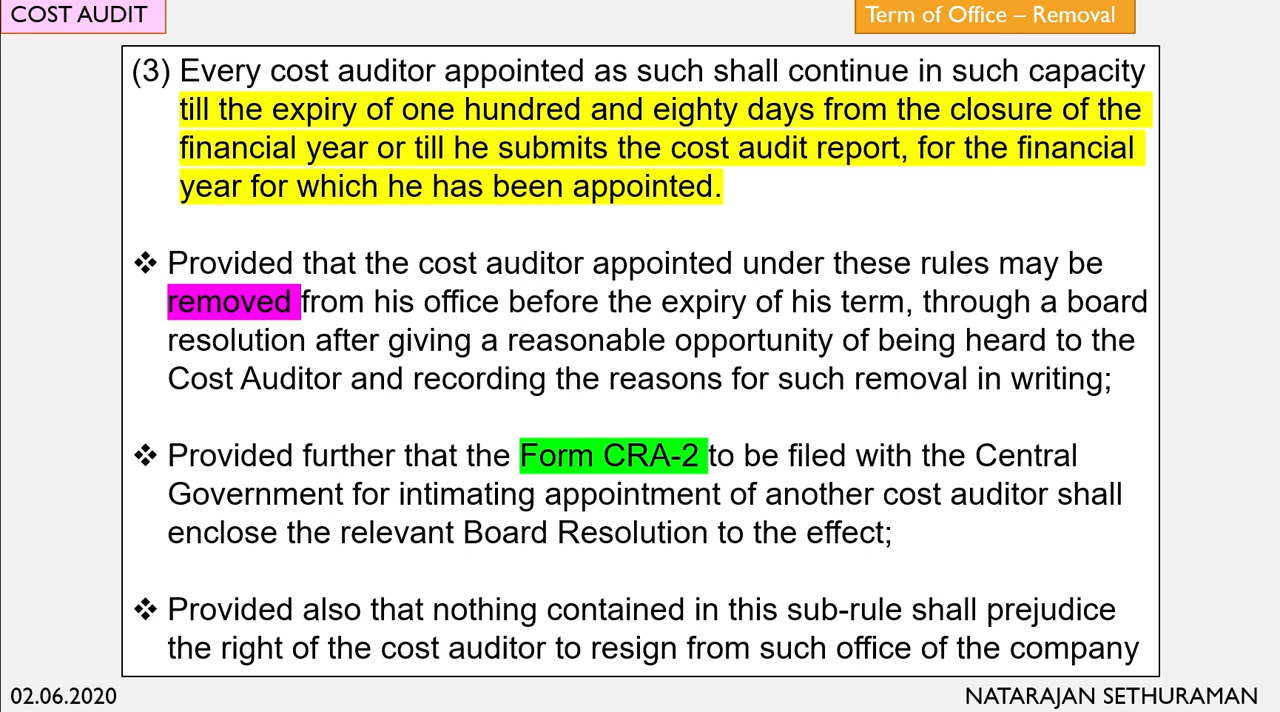 COST AUDIT
Term of Office – Removal
(3) Every cost auditor appointed as such shall continue in such capacity
till the expiry of one hundred and eighty days from the closure of the
financial year or till he submits the cost audit report, for the financial
year for which he has been appointed.
❖ Provided that the cost auditor appointed under these rules may be
removed from his office before the expiry of his term, through a board
resolution after giving a reasonable opportunity of being heard to the
Cost Auditor and recording the reasons for such removal in writing;
❖ Provided further that the Form CRA-2 to be filed with the Central
Government for intimating appointment of another cost auditor shall
enclose the relevant Board Resolution to the effect;
❖ Provided also that nothing contained in this sub-rule shall prejudice
the right of the cost auditor to resign from such office of the company
02.06.2020
NATARAJAN SETHURAMAN